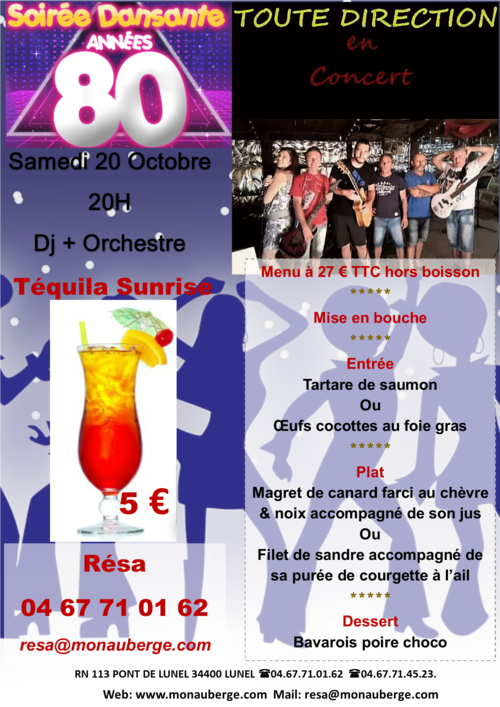 Soirée Dansante
ANNÉES
80
Samedi 20 Octobre
20H
Dj + Orchestre
Téquila Sunrise
5 €
Résa
04 67 71 01 62
resa@monauberge.com
TOUTE DIRECTION
en
Concert
Menu à 27 € TTC hors boisson
*****
Mise en bouche
*****
Entrée
Tartare de saumon
Ou
Œufs cocottes au foie gras
*****
Plat
Magret de canard farci au chèvre
& noix accompagné de son jus
Ou
Filet de sandre accompagné de
sa purée de courgette à l'ail
*****
Dessert
Bavarois poire choco
RN 113 PONT DE LUNEL 34400 LUNEL ☎04.67.71.01.62 ☎04.67.71.45.23.
Web: www.monauberge.com Mail: resa@monauberge.com